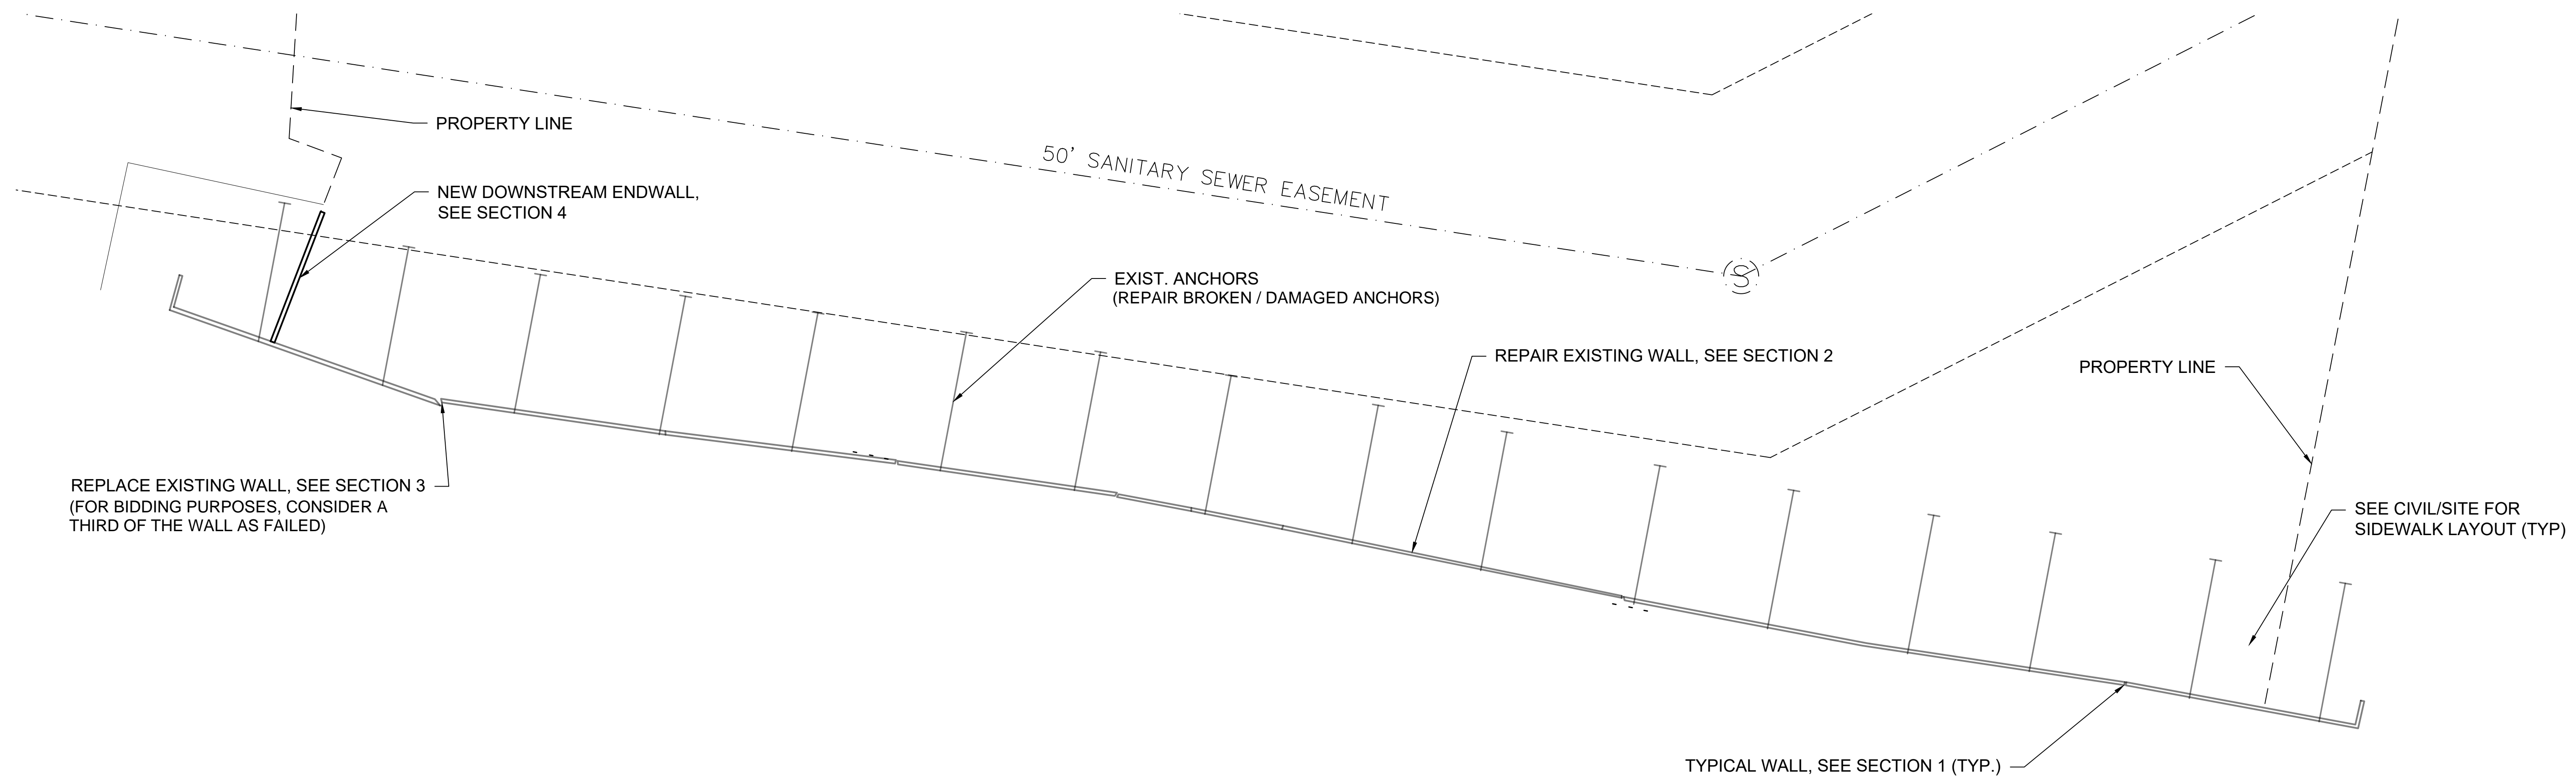 PROPERTY LINE
50' SANITARY SEWER EASEMENT
NEW DOWNSTREAM ENDWALL,
SEE SECTION 4
S
EXIST. ANCHORS
(REPAIR BROKEN / DAMAGED ANCHORS)
REPAIR EXISTING WALL, SEE SECTION 2
PROPERTY LINE
REPLACE EXISTING WALL, SEE SECTION 3
(FOR BIDDING PURPOSES, CONSIDER A
THIRD OF THE WALL AS FAILED)
SEE CIVIL/SITE FOR
SIDEWALK LAYOUT (TYP)
TYPICAL WALL, SEE SECTION 1 (TYP.)